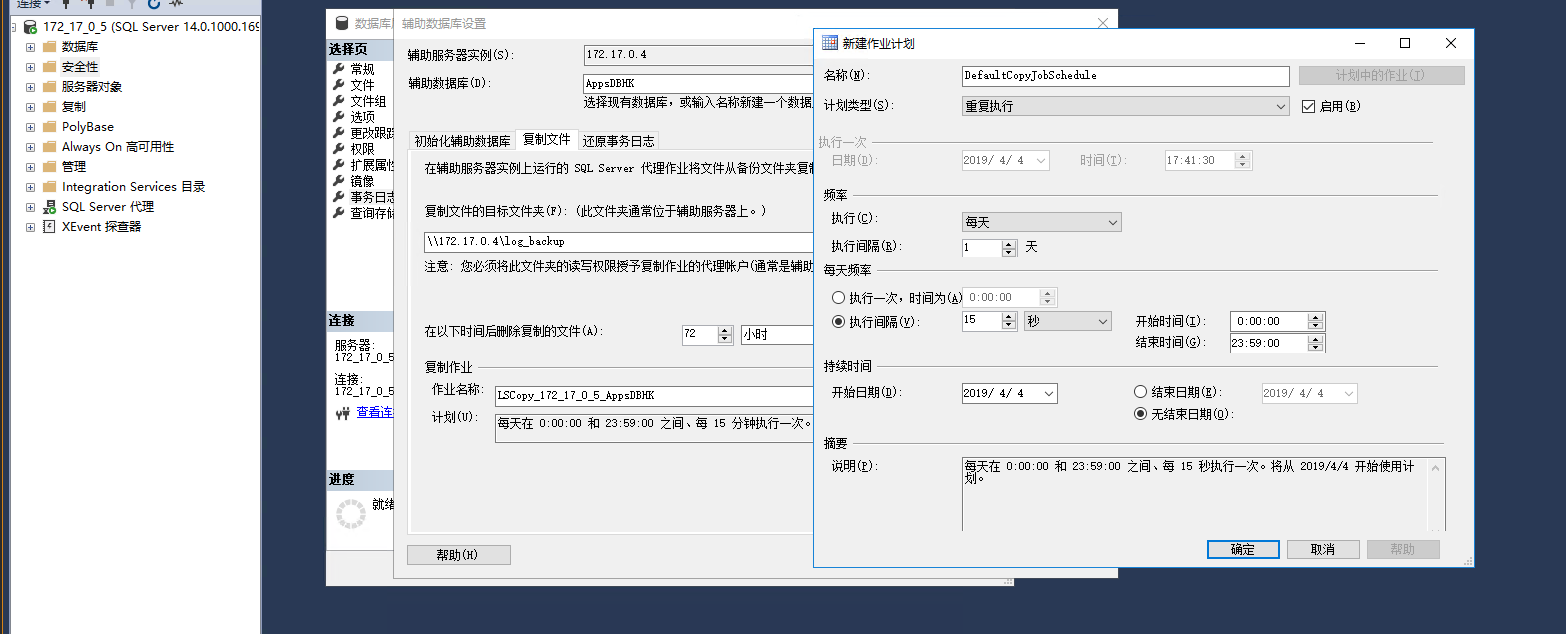 连接
172_17_0_5 (SQL Server 14.0.1000.169
数据库
安全性
服务器对象
复制
PolyBase
Always On 高可用性
管理
Integration Services 目录
SQL Server 代理
XEvent 探查器
数据库
选择页
常规
文件
文件组
选项
更改跟踪
权限
扩展属性
镜像
事务日志
查询存储
连接
服务器:
172_17_0_5
连接:
172_17_0_5
查看连
进度
就绪
辅助数据库设置
辅助服务器实例(S):
172.17.0.4
辅助数据库(D):
AppsDBHK
选择现有数据库，或输入名称新建一个数据
初始化辅助数据库 复制文件 还原事务日志
在辅助服务器实例上运行的 SQL Server 代理作业将文件从备份文件夹复制
复制文件的目标文件夹(F): (此文件夹通常位于辅助服务器上。)
\\172.17.0.4\log_backup
注意: 您必须将此文件夹的读写权限授予复制作业的代理帐户(通常是辅助
在以下时间后删除复制的文件(A):
72 小时
复制作业
作业名称:
LSCopy_172_17_0_5_AppsDBHK
计划(U):
每天在 0:00:00 和 23:59:00 之间、每 15 分钟执行一次。
帮助(H)
新建作业计划
名称(N):
DefaultCopyJobSchedule
计划中的作业(J)
计划类型(S):
重复执行
启用(B)
执行一次
日期(D):
2019/ 4/ 4
时间(T):
17:41:30
频率
执行(C):
每天
执行间隔(R):
1 天
每天频率
执行一次，时间为(A)
0:00:00
执行间隔(V):
15 秒
开始时间(I):
0:00:00
结束时间(G):
23:59:00
持续时间
开始日期(D):
2019/ 4/ 4
结束日期(E):
2019/ 4/ 4
无结束日期(O):
摘要
说明(P):
每天在 0:00:00 和 23:59:00 之间、每 15 秒执行一次。将从 2019/4/4 开始使用计
划。
确定
取消
帮助